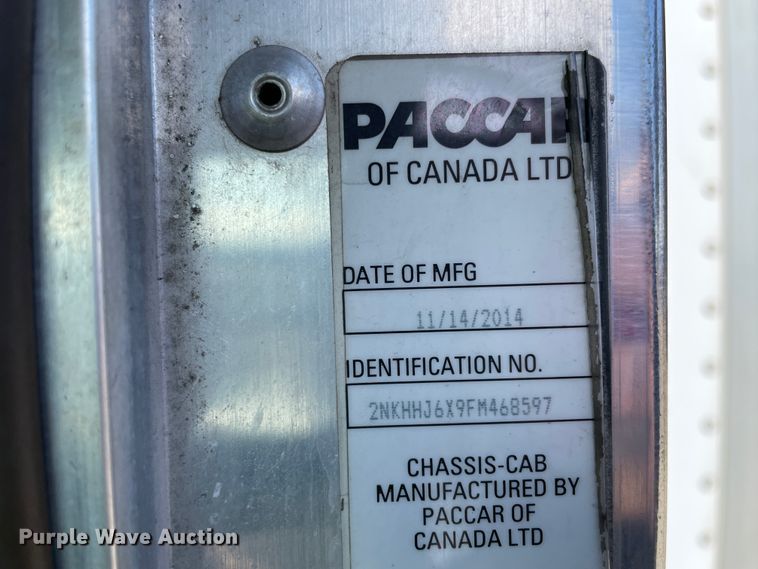 PACCAR
OF CANADA LTD
DATE OF MFG
11/14/2014
IDENTIFICATION NO.
2NKHHJ6X9FM468597
CHASSIS-CAB
MANUFACTURED BY
PACCAR OF
CANADA LTD
Purple Wave Auction